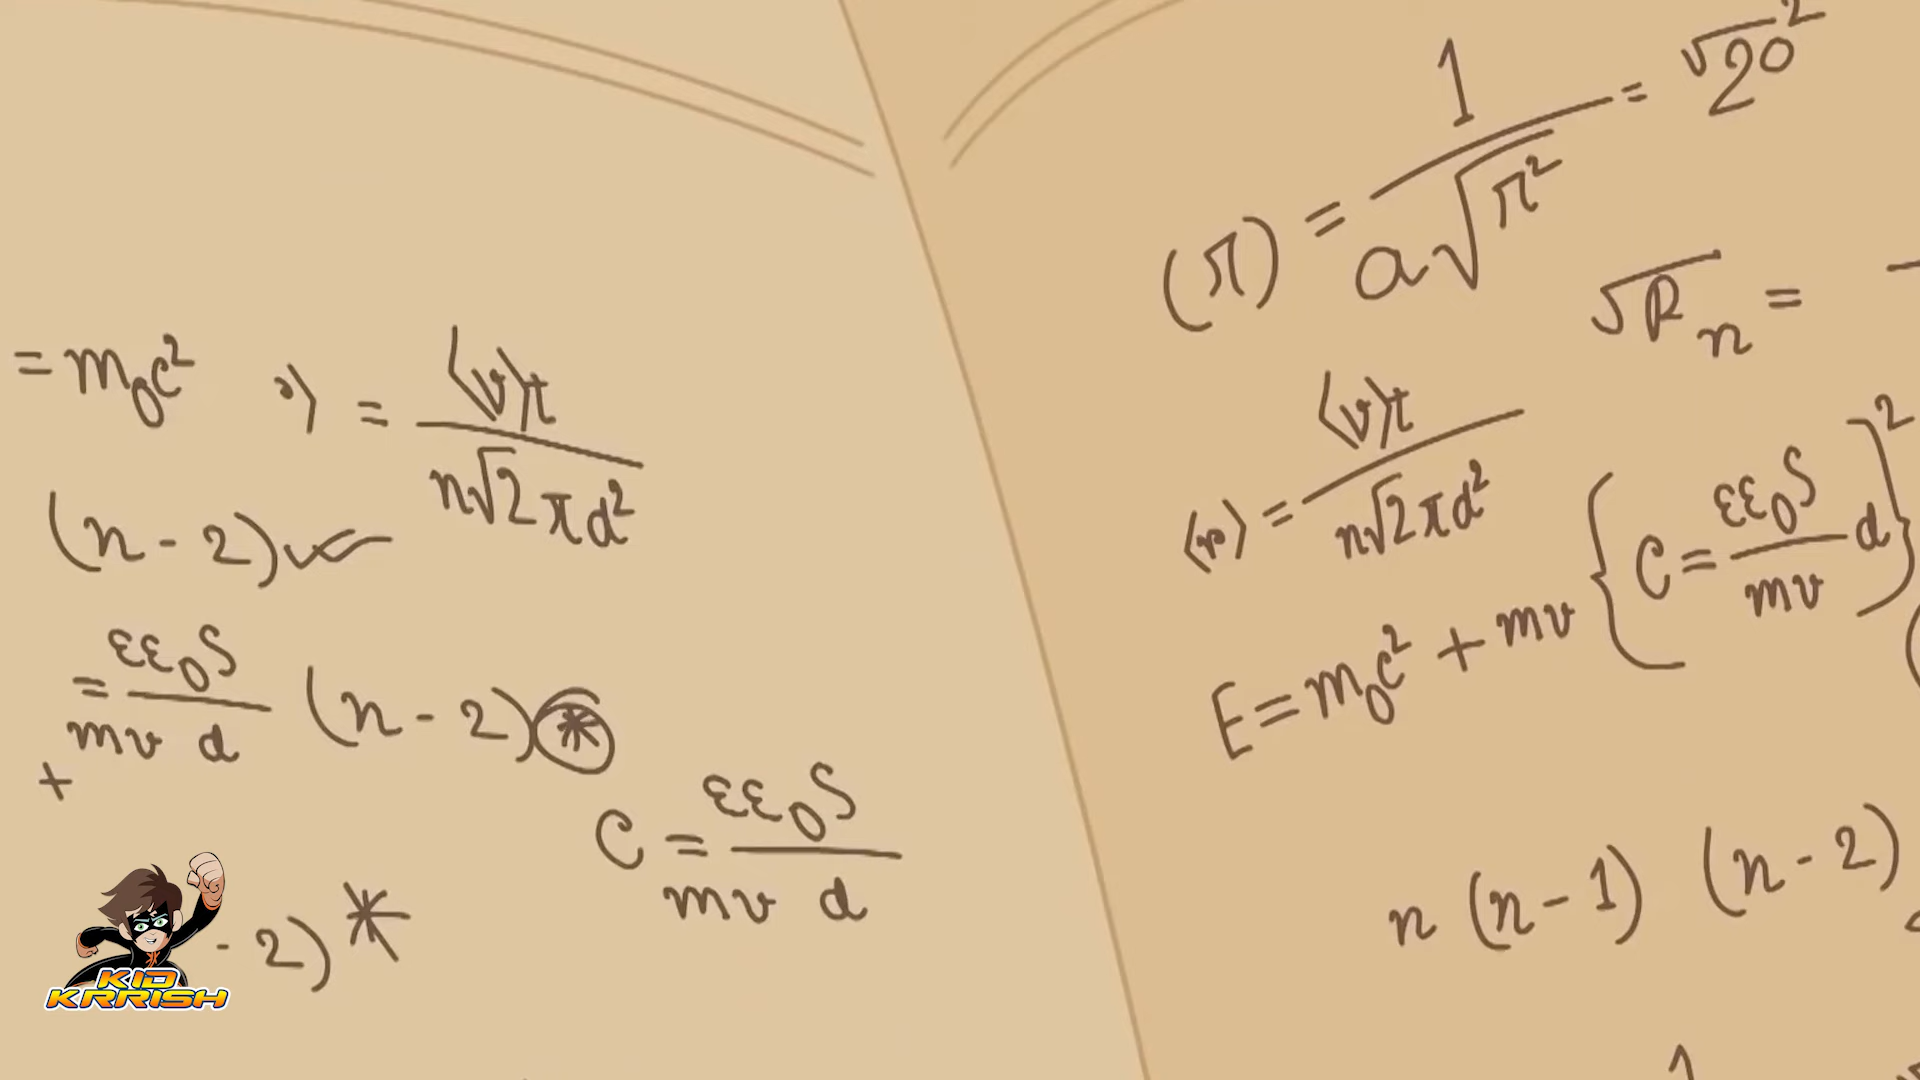 = m₀c² ⟩ = ⟨v⟩t / n√2πd²
(n - 2)
= εε₀S / mv d (n - 2) *
+
C = εε₀S / mv d
- 2) *
KID
KRRISH
(π) = 1 / a√π² = √20²
√R n =
= ⟨v⟩t / n√2πd²
E = m₀c² + mv { C = εε₀S / mv d ]}²
n (n - 1) (n - 2)
1